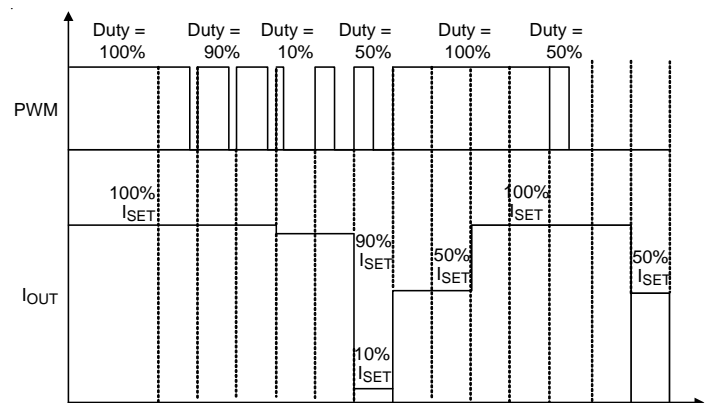 Duty =
100%
Duty =
90%
Duty =
10%
Duty =
50%
Duty =
100%
Duty =
50%
PWM
100%
ISET
100%
ISET
90%
ISET
50%
ISET
50%
ISET
IOUT
10%
ISET